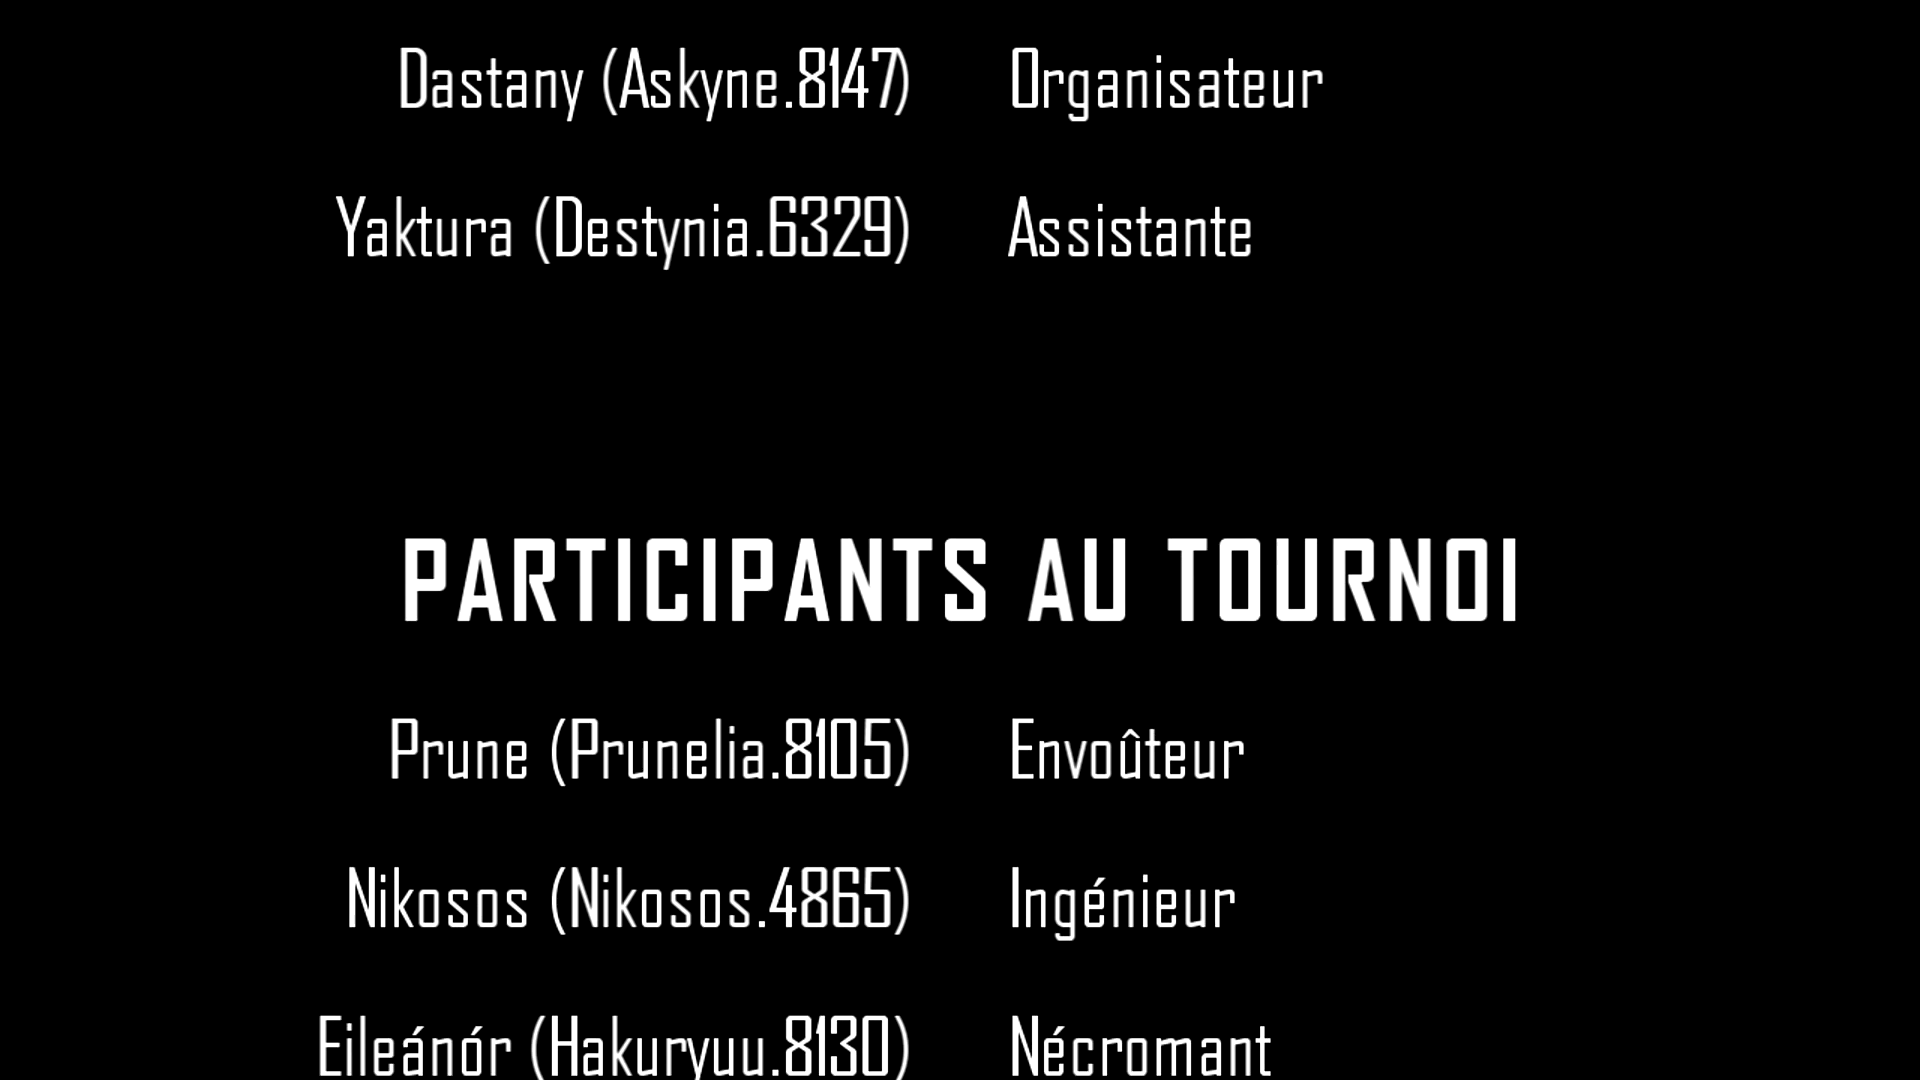 Dastany (Askyne.8147) Organisateur
Yaktura (Destynia.6329) Assistante
PARTICIPANTS AU TOURNOI
Prune (Prunelia.8105) Envoûteur
Nikosos (Nikosos.4865) Ingénieur
Eileánór (Hakuryuu.8130) Nécromant